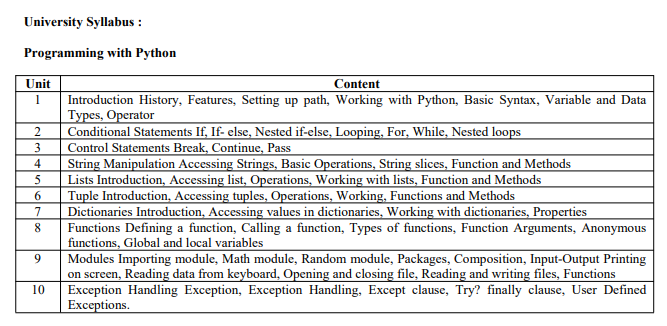 University Syllabus :
Programming with Python
Unit Content
1 Introduction History, Features, Setting up path, Working with Python, Basic Syntax, Variable and Data
Types, Operator
2 Conditional Statements If, If- else, Nested if-else, Looping, For, While, Nested loops
3 Control Statements Break, Continue, Pass
4 String Manipulation Accessing Strings, Basic Operations, String slices, Function and Methods
5 Lists Introduction, Accessing list, Operations, Working with lists, Function and Methods
6 Tuple Introduction, Accessing tuples, Operations, Working, Functions and Methods
7 Dictionaries Introduction, Accessing values in dictionaries, Working with dictionaries, Properties
8 Functions Defining a function, Calling a function, Types of functions, Function Arguments, Anonymous
functions, Global and local variables
9 Modules Importing module, Math module, Random module, Packages, Composition, Input-Output Printing
on screen, Reading data from keyboard, Opening and closing file, Reading and writing files, Functions
10 Exception Handling Exception, Exception Handling, Except clause, Try? finally clause, User Defined
Exceptions.